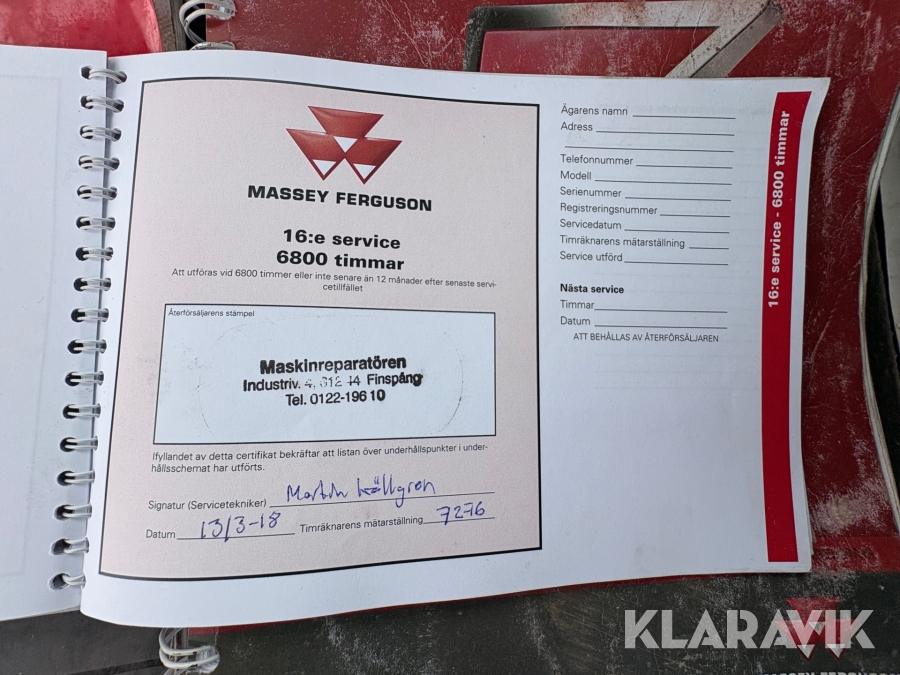 MASSEY FERGUSON
16:e service
6800 timmar
Att utföras vid 6800 timmer eller inte senare än 12 månader efter senaste servi-
cetillfället
Återförsäljarens stämpel
Maskinreparatören
Industriv. 4, 612 44 Finspång
Tel. 0122-196 10
Ifyllandet av detta certifikat bekräftar att listan över underhållspunkter i under-
hållsschemat har utförts.
Signatur (Servicetekniker) Martin
Datum 13/3-18 Timräknarens mätarställning 7276
Ägarens namn
Adress
Telefonnummer
Modell
Serienummer
Registreringsnummer
Servicedatum
Timräknarens mätarställning
Service utförd
Nästa service
Timmar
Datum
ATT BEHÅLLAS AV ÅTERFÖRSÄLJAREN
16:e service - 6800 timmar
KLARAVIK
MASSEY FERGUSON